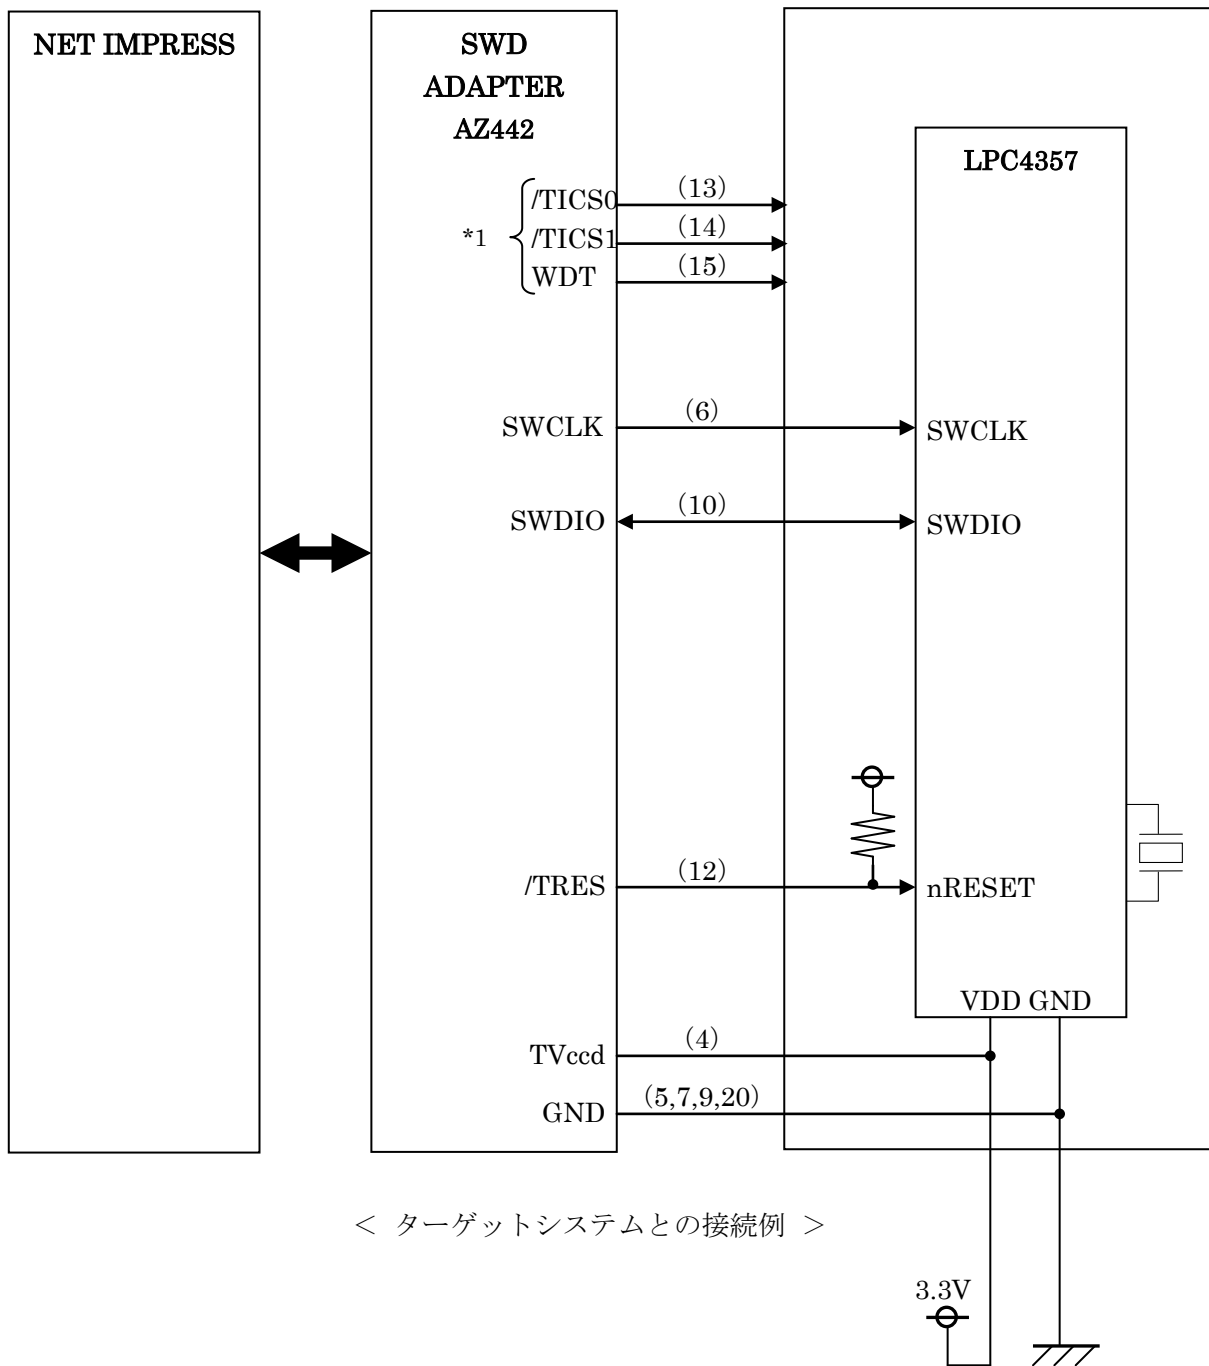 NET IMPRESS
SWD
ADAPTER
AZ442
LPC4357
*1
/TICS0
(13)
/TICS1
(14)
WDT
(15)
SWCLK
(6)
SWCLK
SWDIO
(10)
SWDIO
/TRES
(12)
nRESET
VDD GND
TVccd
(4)
GND
(5,7,9,20)
＜ ターゲットシステムとの接続例 ＞
3.3V